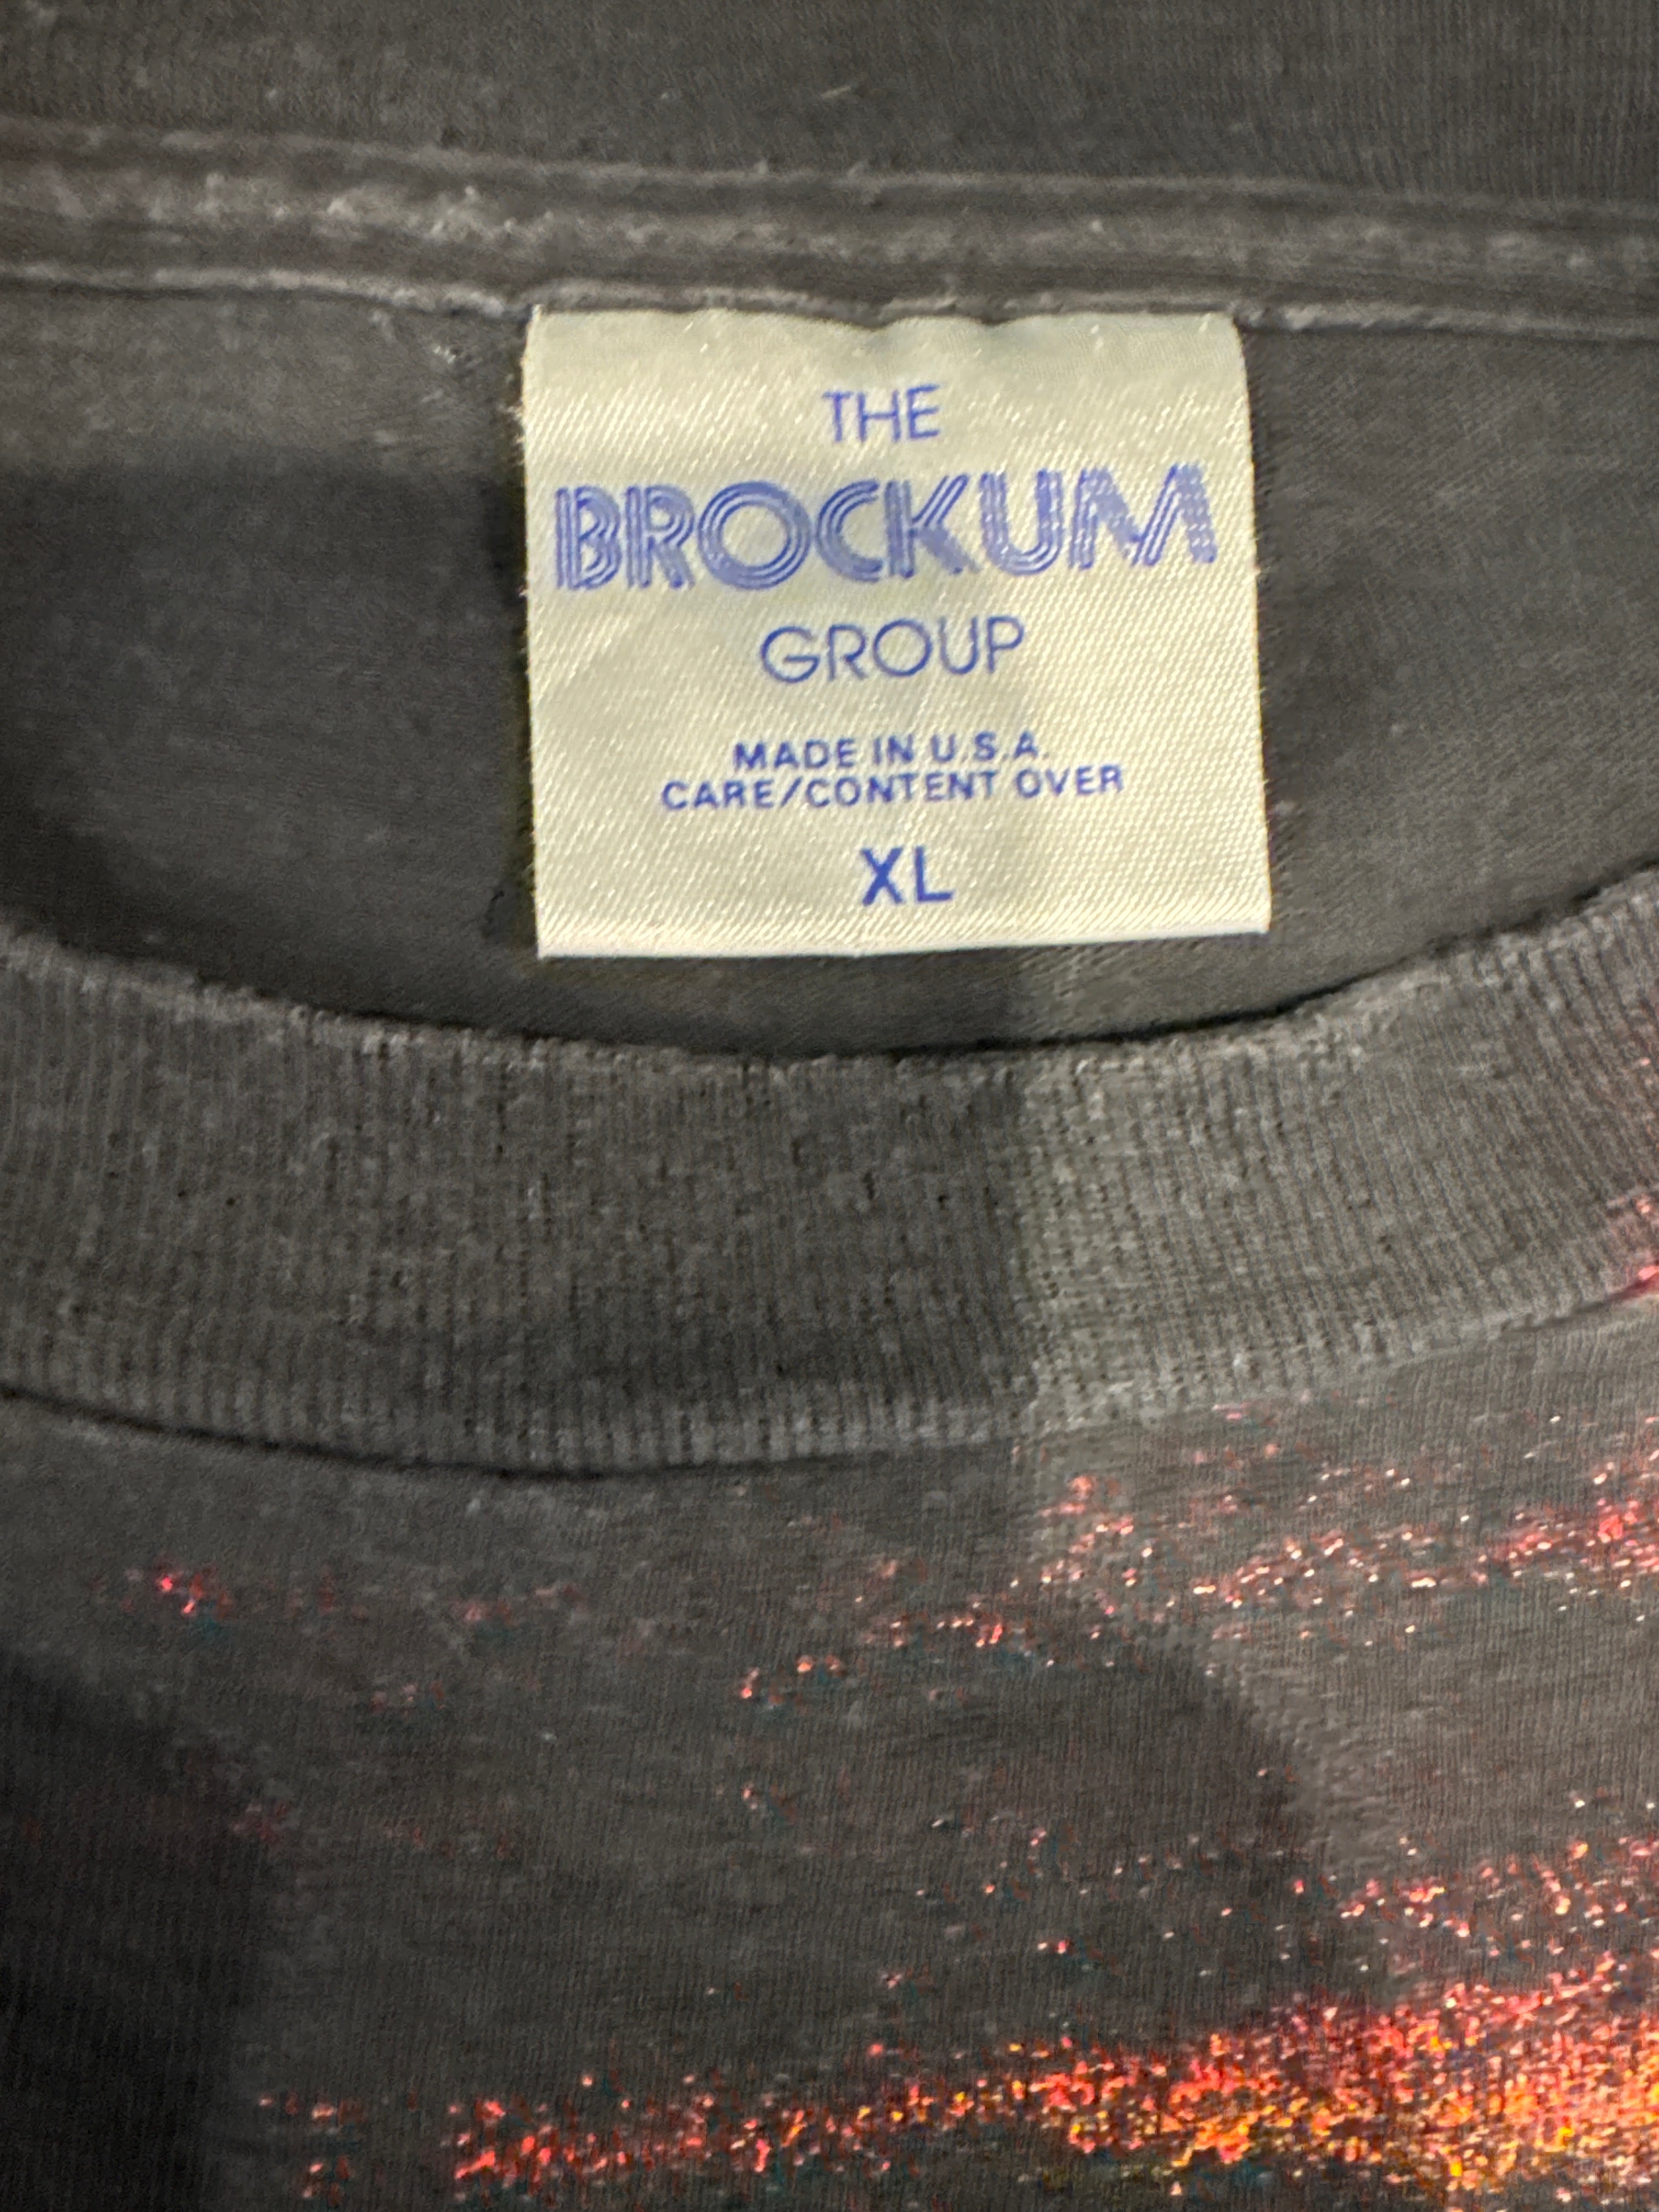 THE
BROCKUM
GROUP
MADE IN U.S.A.
CARE/CONTENT OVER
XL